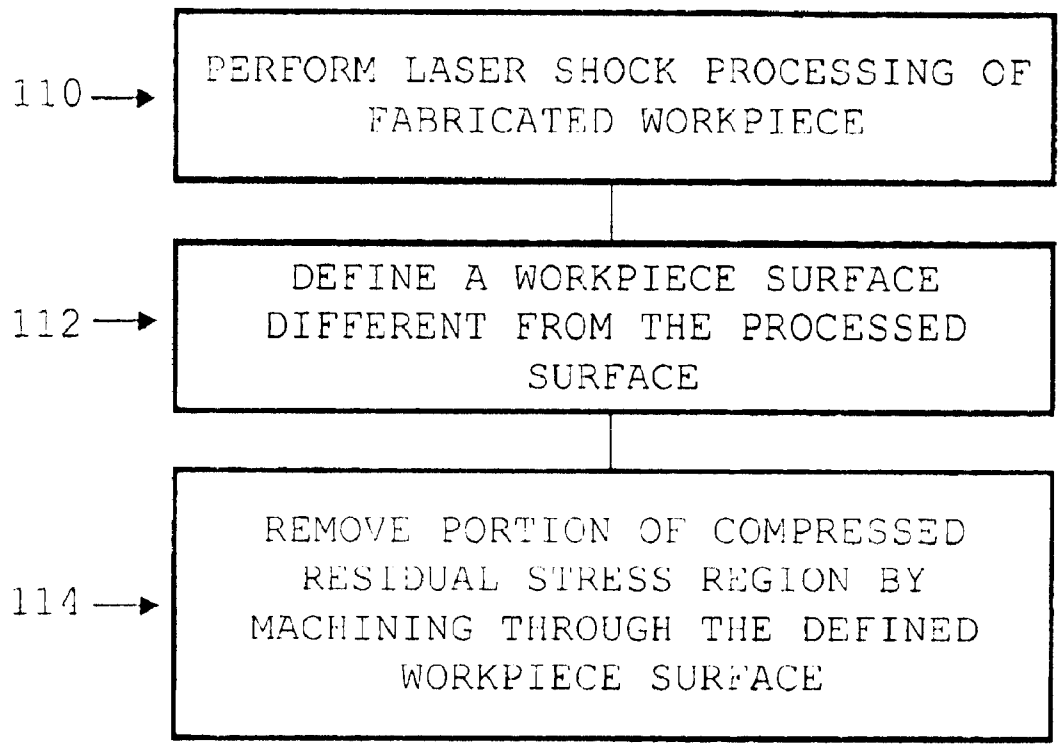 110
PERFORM LASER SHOCK PROCESSING OF
FABRICATED WORKPIECE
112
DEFINE A WORKPIECE SURFACE
DIFFERENT FROM THE PROCESSED
SURFACE
114
REMOVE PORTION OF COMPRESSED
RESIDUAL STRESS REGION BY
MACHINING THROUGH THE DEFINED
WORKPIECE SURFACE